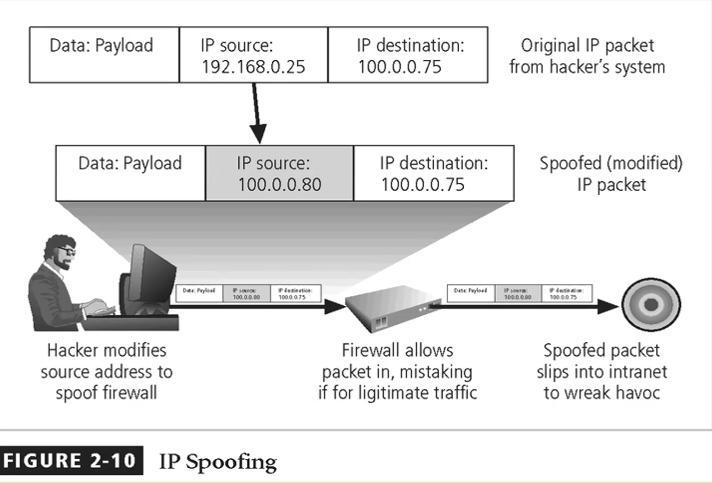 Data: Payload
IP source:
192.168.0.25
IP destination:
100.0.0.75
Original IP packet
from hacker's system
Data: Payload
IP source:
100.0.0.80
IP destination:
100.0.0.75
Spoofed (modified)
IP packet
Data: Payload
IP source:
100.0.0.80
IP destination:
100.0.0.75
Data: Payload
IP source:
100.0.0.80
IP destination:
100.0.0.75
Hacker modifies
source address to
spoof firewall
Firewall allows
packet in, mistaking
if for ligitimate traffic
Spoofed packet
slips into intranet
to wreak havoc
FIGURE 2-10 IP Spoofing